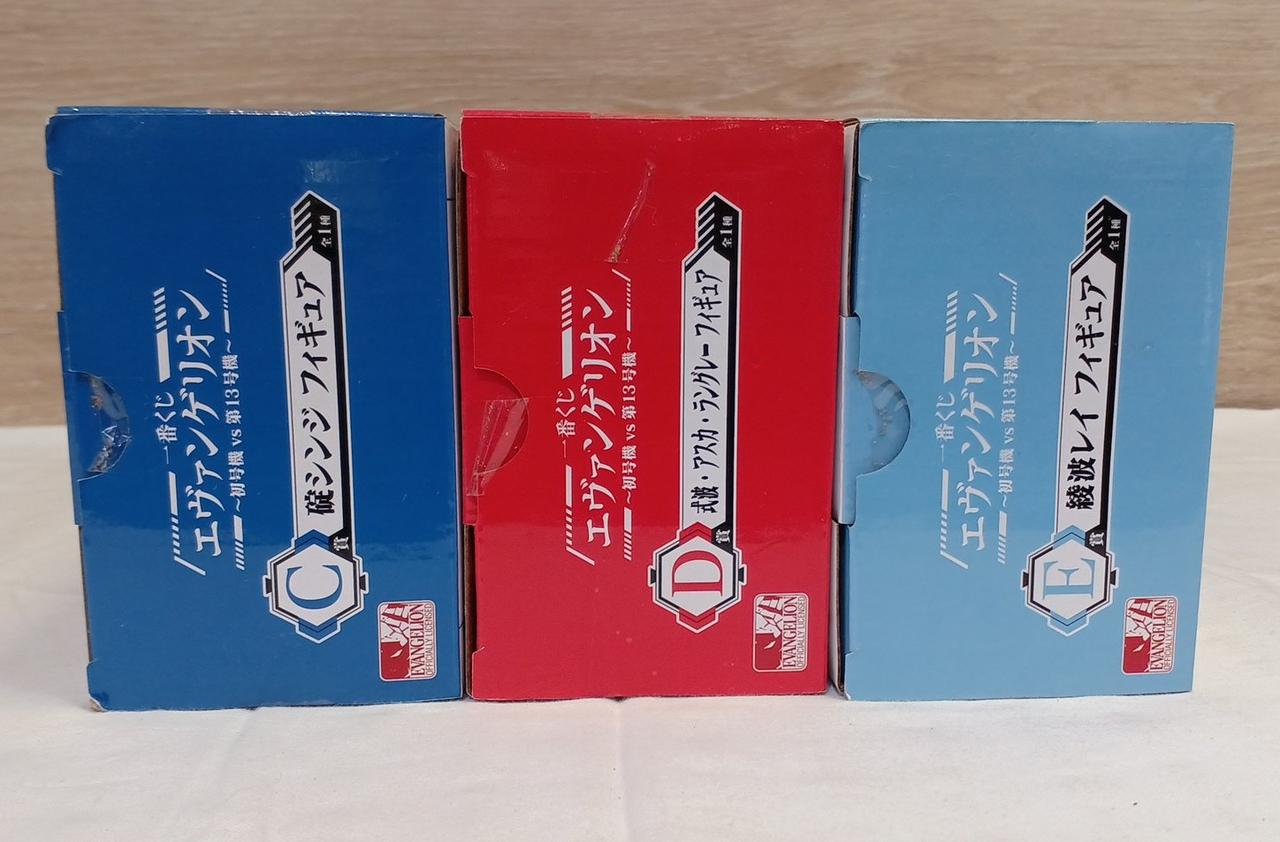 一番くじ
エヴァンゲリオン
～初号機 vs 第13号機～
C賞
碇シンジ フィギュア
全1種
EVANGELION
OFFICIALLY LICENSED
一番くじ
エヴァンゲリオン
～初号機 vs 第13号機～
D賞
式波・アスカ・ラングレー フィギュア
全1種
EVANGELION
OFFICIALLY LICENSED
一番くじ
エヴァンゲリオン
～初号機 vs 第13号機～
E賞
綾波レイ フィギュア
全1種
EVANGELION
OFFICIALLY LICENSED